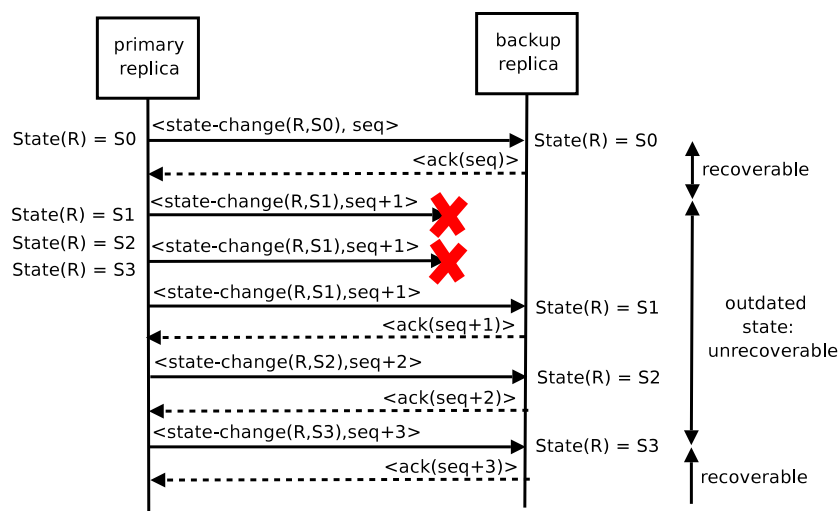 primary
replica
backup
replica
<state-change(R,S0), seq>
State(R) = S0
State(R) = S0
<ack(seq)>
recoverable
<state-change(R,S1),seq+1>
State(R) = S1
State(R) = S2
<state-change(R,S1),seq+1>
State(R) = S3
<state-change(R,S1),seq+1>
State(R) = S1
outdated
state:
unrecoverable
<ack(seq+1)>
<state-change(R,S2),seq+2>
State(R) = S2
<ack(seq+2)>
<state-change(R,S3),seq+3>
State(R) = S3
<ack(seq+3)>
recoverable